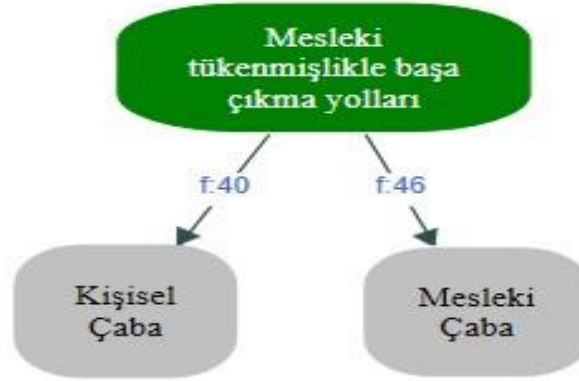 Mesleki
tükenmişlikle başa
çıkma yolları
f:40
f:46
Kişisel
Çaba
Mesleki
Çaba